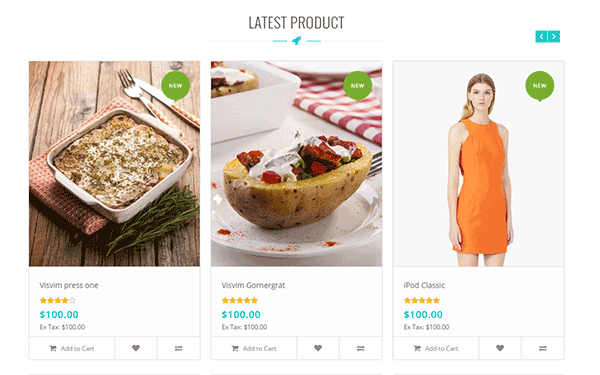 LATEST PRODUCT
NEW
NEW
NEW
Visvim press one
$100.00
Ex Tax: $100.00
Add to Cart
Visvim Gornergrat
$100.00
Ex Tax: $100.00
Add to Cart
iPod Classic
$100.00
Ex Tax: $100.00
Add to Cart